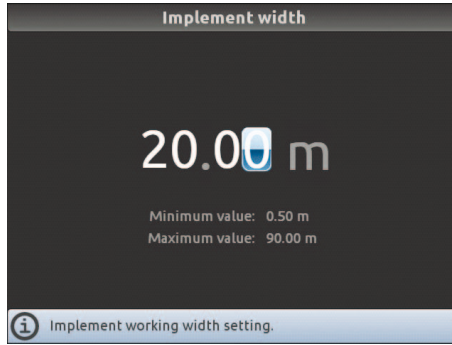 Implement width
20.00 m
Minimum value: 0.50 m
Maximum value: 90.00 m
Implement working width setting.